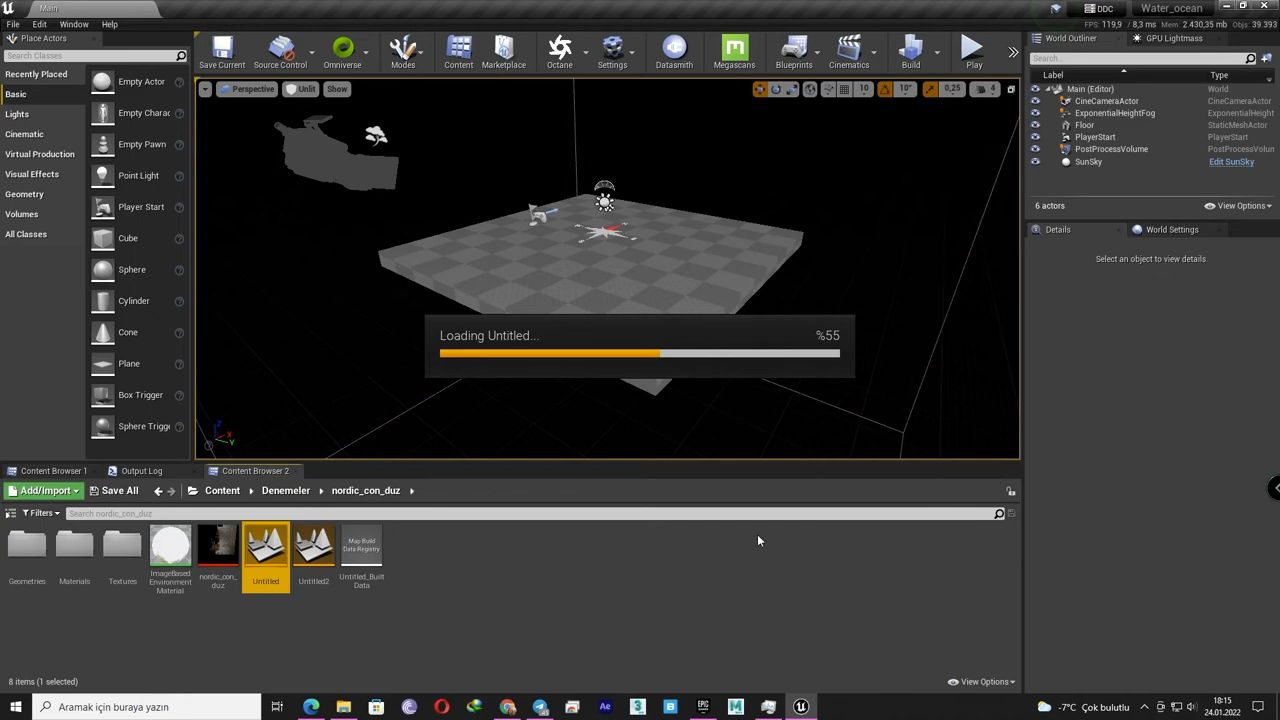 Main
DDC
Water_ocean
File Edit Window Help
FPS: 119,9 / 8,3 ms Mem: 2.430,35 mb Objs: 39.393
Place Actors
Search Classes
Recently Placed
Basic
Lights
Cinematic
Virtual Production
Visual Effects
Geometry
Volumes
All Classes
Empty Actor
Empty Charac
Empty Pawn
Point Light
Player Start
Cube
Sphere
Cylinder
Cone
Plane
Box Trigger
Sphere Trigge
Save Current
Source Control
Omniverse
Modes
Content
Marketplace
Octane
Settings
Datasmith
Megascans
Blueprints
Cinematics
Build
Play
Perspective
Unlit
Show
10
10°
0,25
4
Loading Untitled...
%55
Z
X
Y
World Outliner
GPU Lightmass
Search...
Label
Type
Main (Editor) World
CineCameraActor CineCameraActor
ExponentialHeightFog ExponentialHeight
Floor StaticMeshActor
PlayerStart PlayerStart
PostProcessVolume PostProcessVolum
SunSky Edit SunSky
6 actors
View Options
Details
World Settings
Select an object to view details.
Content Browser 1
Output Log
Content Browser 2
Add/Import
Save All
Content
Denemeler
nordic_con_duz
Filters
Search nordic_con_duz
Geometries
Materials
Textures
ImageBased
Environment
Material
nordic_con_
duz
Untitled
Untitled2
Map Build
Data Registry
Untitled_Built
Data
8 items (1 selected)
View Options
Aramak için buraya yazın
Ae
EPIC
3
M
-7°C Çok bulutlu
18:15
24.01.2022